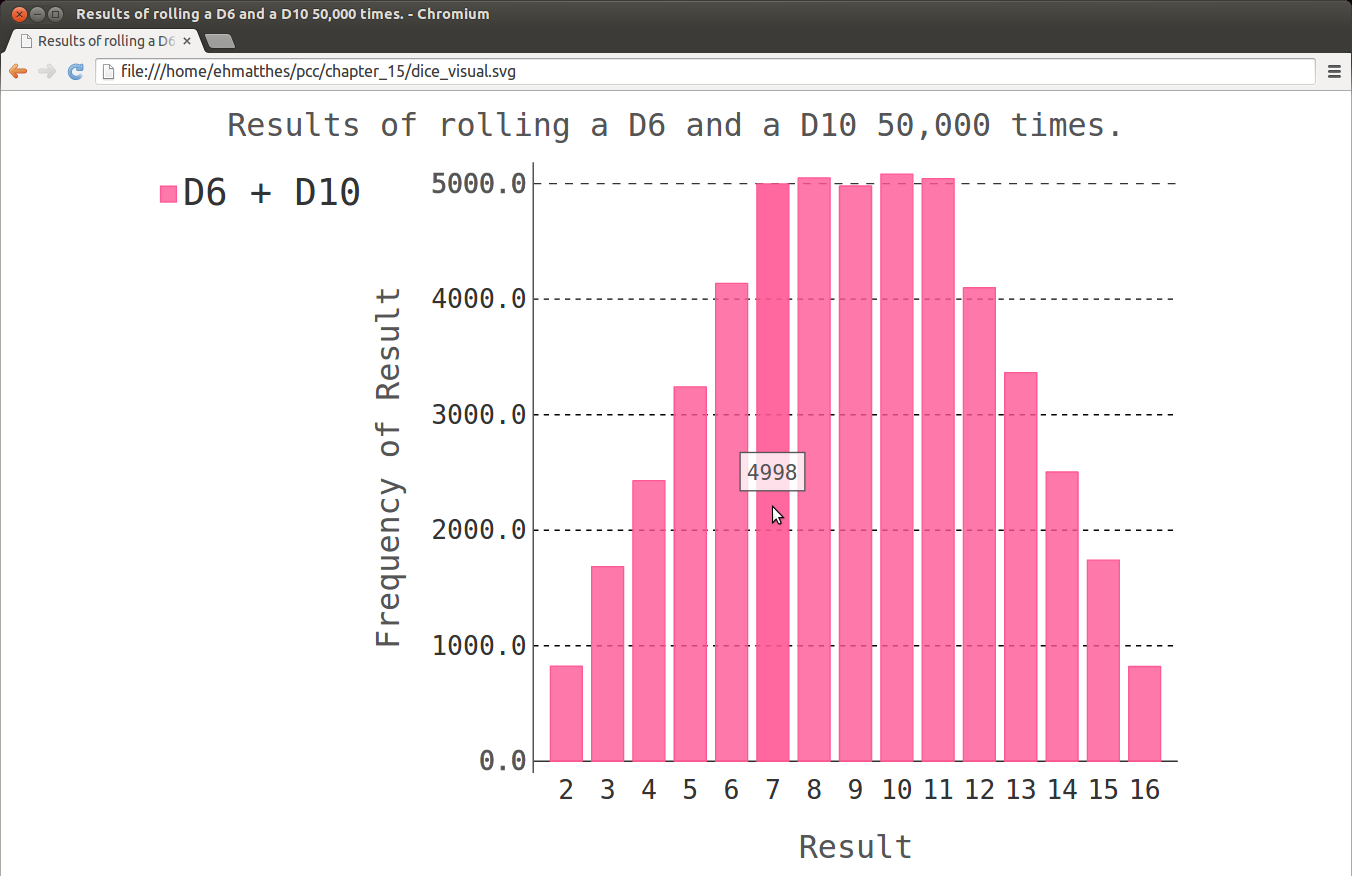 Results of rolling a D6 and a D10 50,000 times. - Chromium
Results of rolling a D6
file:///home/ehmatthes/pcc/chapter_15/dice_visual.svg
Results of rolling a D6 and a D10 50,000 times.
D6 + D10
Frequency of Result
5000.0
4000.0
3000.0
2000.0
1000.0
0.0
4998
2 3 4 5 6 7 8 9 10 11 12 13 14 15 16
Result